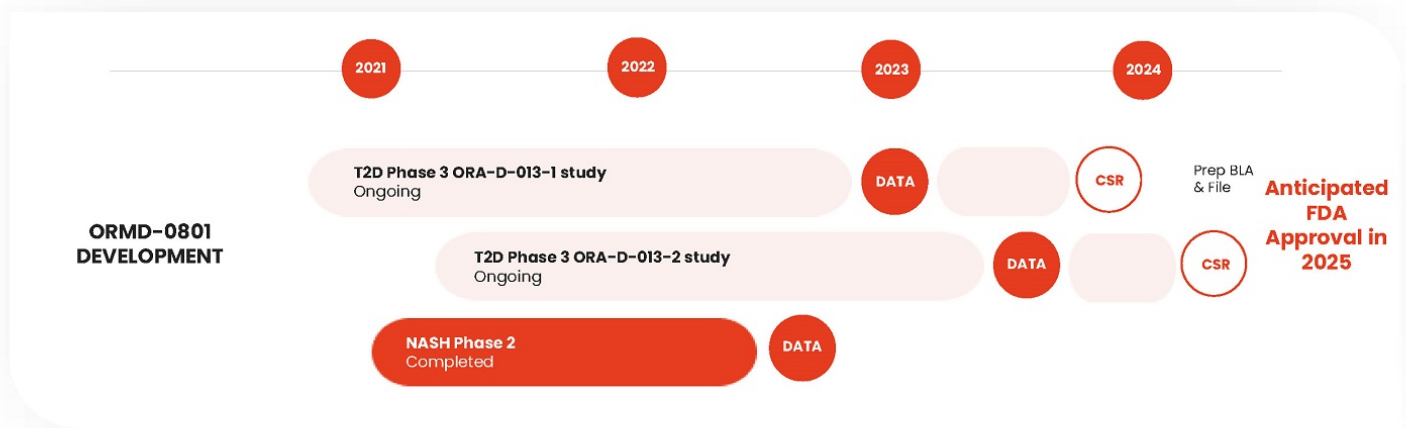 2021
2022
2023
2024
T2D Phase 3 ORA-D-013-1 study
Ongoing
DATA
CSR
Prep BLA
& File
Anticipated
FDA
Approval in
2025
ORMD-0801
DEVELOPMENT
T2D Phase 3 ORA-D-013-2 study
Ongoing
DATA
CSR
NASH Phase 2
Completed
DATA